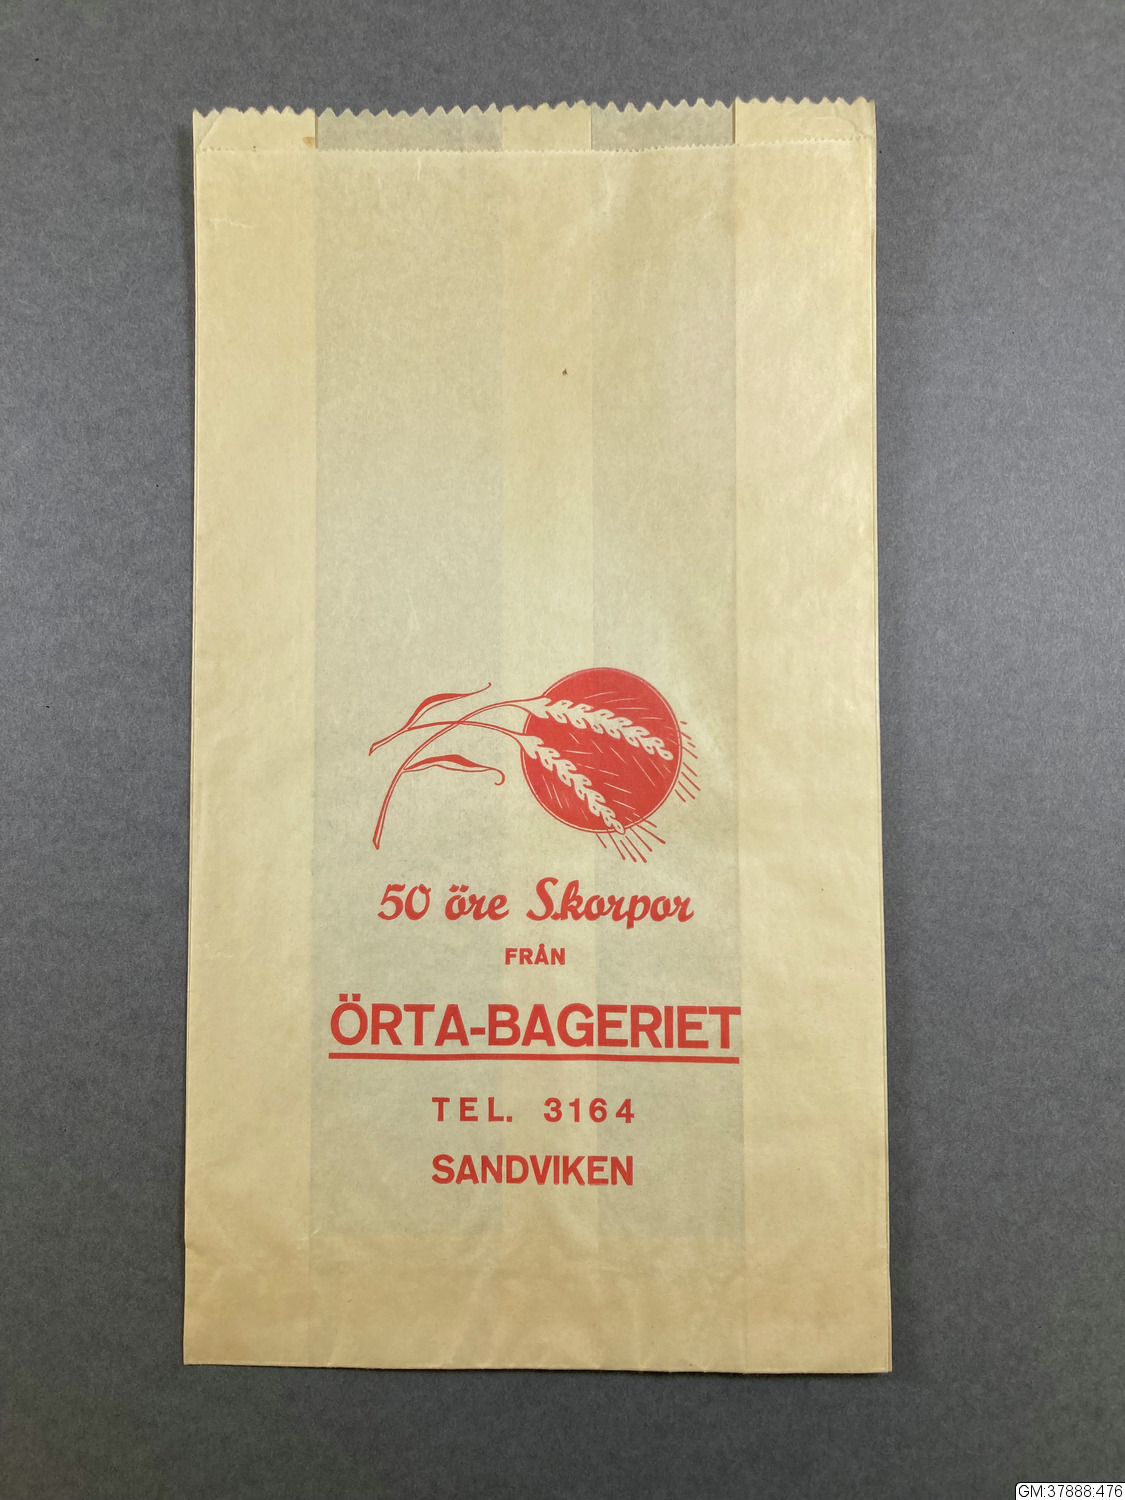 50 öre Skorpor
FRÅN
ÖRTA-BAGERIET
TEL. 3164
SANDVIKEN
GM:37888:476